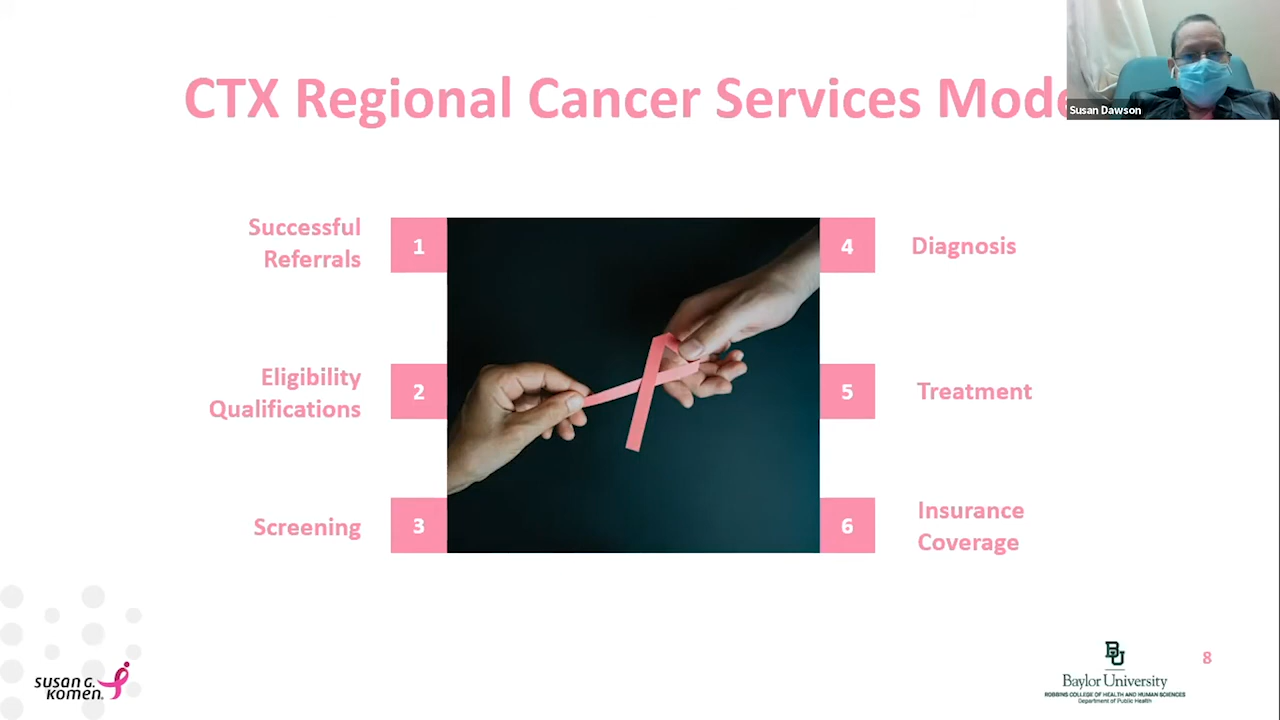 CTX Regional Cancer Services Mode
Susan Dawson
Successful
Referrals
1
Eligibility
Qualifications
2
Screening
3
4
Diagnosis
5
Treatment
6
Insurance
Coverage
susan G.
komen.
BU
Baylor University
ROBBINS COLLEGE OF HEALTH AND HUMAN SCIENCES
Department of Public Health
8